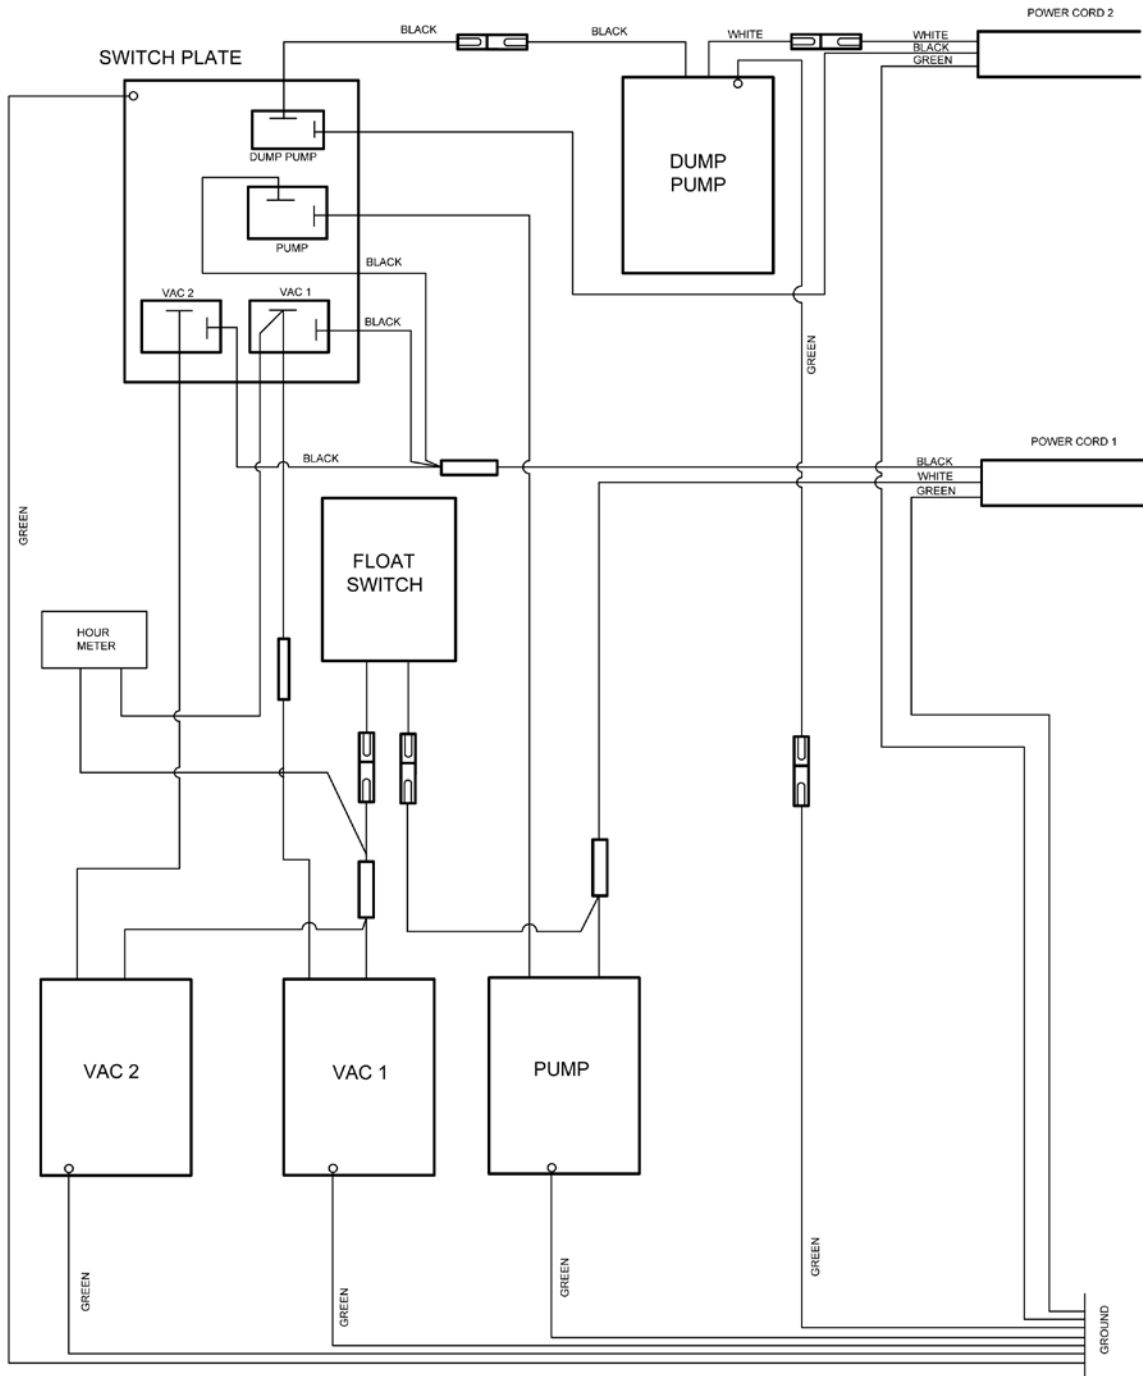 POWER CORD 2
BLACK
BLACK
WHITE
WHITE
BLACK
GREEN
SWITCH PLATE
DUMP PUMP
DUMP
PUMP
PUMP
BLACK
VAC 2
VAC 1
BLACK
GREEN
POWER CORD 1
BLACK
BLACK
WHITE
GREEN
GREEN
FLOAT
SWITCH
HOUR
METER
VAC 2
VAC 1
PUMP
GREEN
GREEN
GREEN
GREEN
GROUND